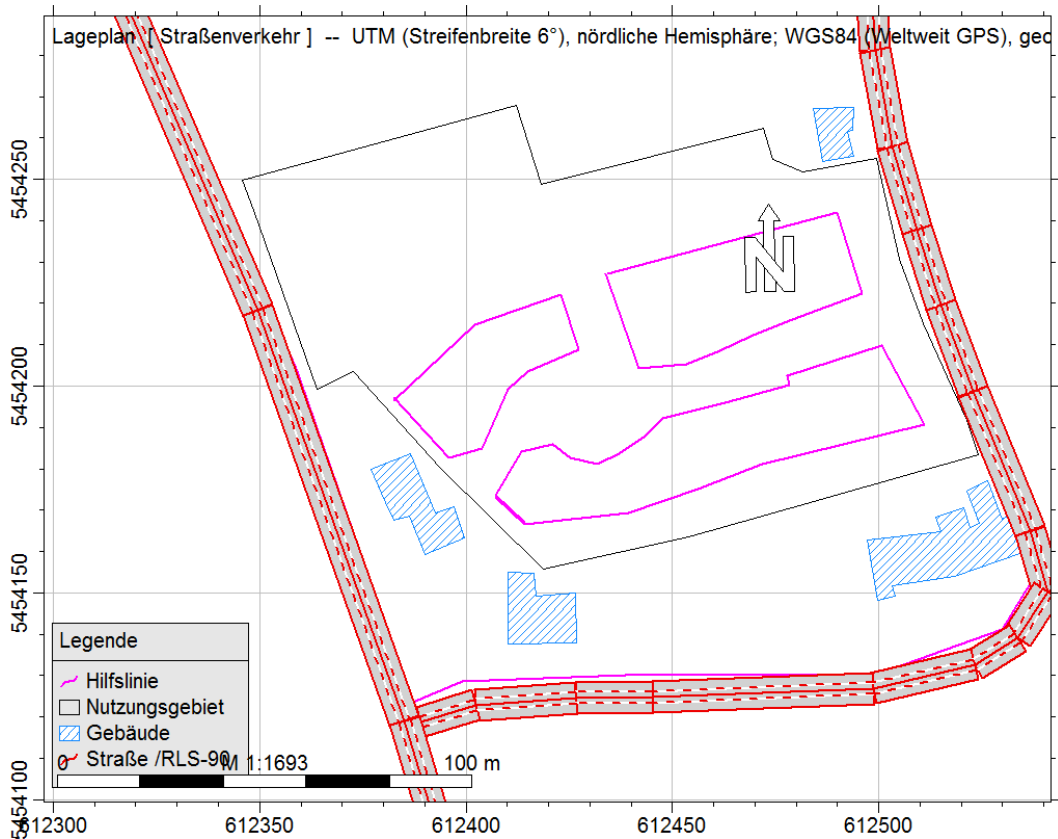 Lageplan [ Straßenverkehr ] -- UTM (Streifenbreite 6°), nördliche Hemisphäre; WGS84 (Weltweit GPS), geo
5454250
5454200
5454150
5454100
N
Legende
Hilfslinie
Nutzungsgebiet
Gebäude
Straße /RLS-90
0 M 1:1693 100 m
612300 612350 612400 612450 612500